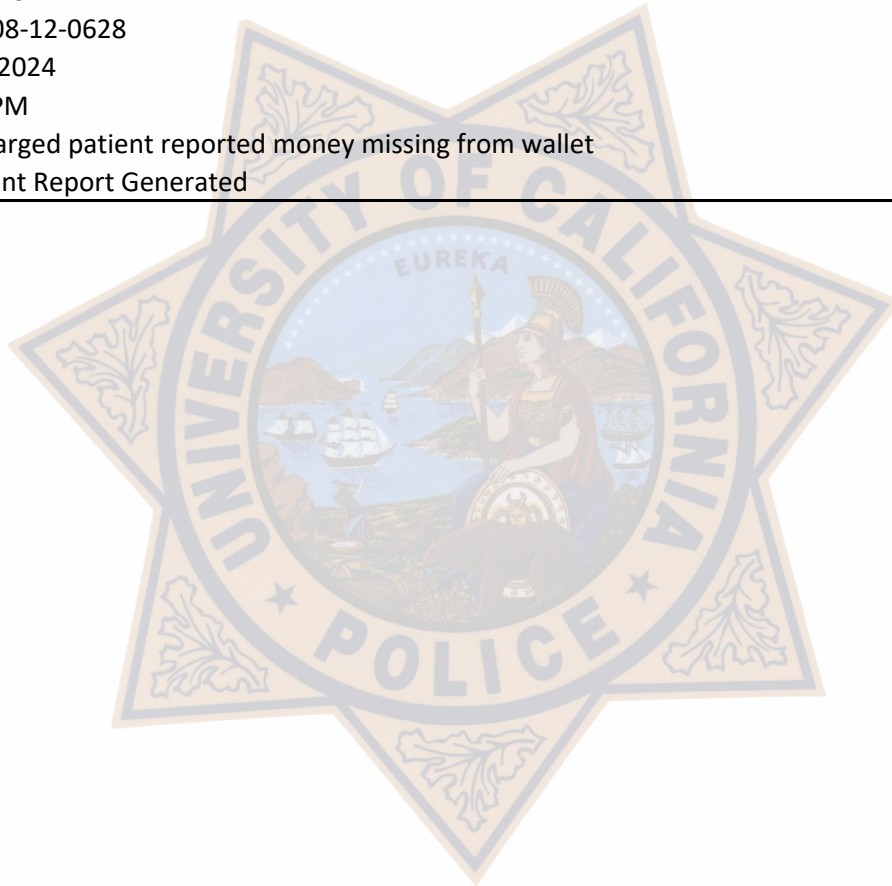 08-12-0628
2024
PM
arged patient reported money missing from wallet
nt Report Generated
UNIVERSITY OF CALIFORNIA
EUREKA
POLICE